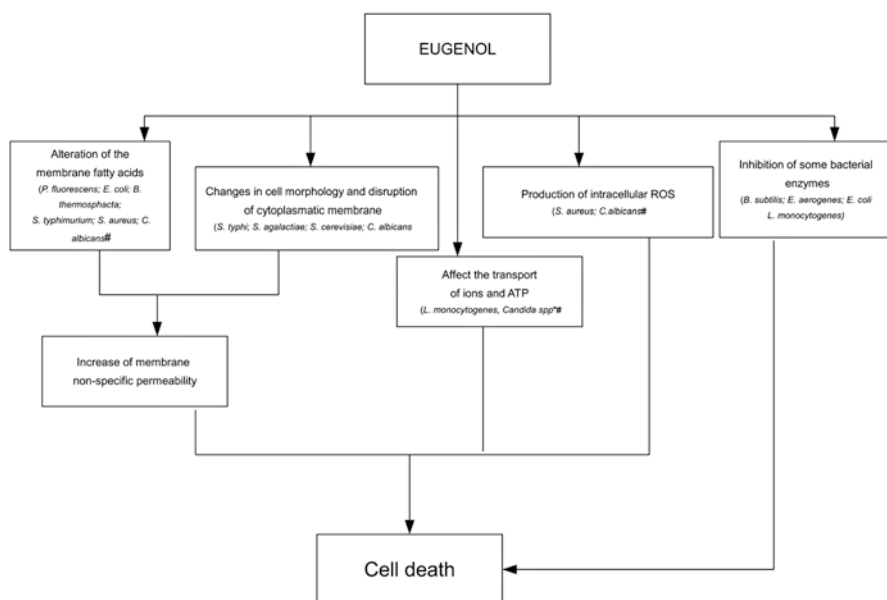 EUGENOL
Alteration of the
membrane fatty acids
(P. fluorescens; E. coli; B.
thermosphacta;
S. typhimurium; S. aureus; C.
albicans#
Changes in cell morphology and disruption
of cytoplasmatic membrane
(S. typhi; S. agalactiae; S. cerevisiae; C. albicans
Affect the transport
of ions and ATP
(L. monocytogenes, Candida spp*#
Production of intracellular ROS
(S. aureus; C.albicans#
Inhibition of some bacterial
enzymes
(B. subtilis; E. aerogenes; E. coli
L. monocytogenes)
Increase of membrane
non-specific permeability
Cell death